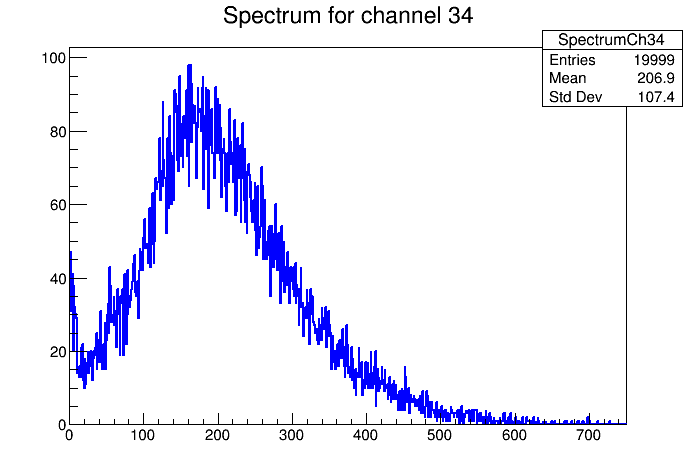 Spectrum for channel 34
SpectrumCh34
Entries 19999
Mean 206.9
Std Dev 107.4
100
80
60
40
20
0
0 100 200 300 400 500 600 700